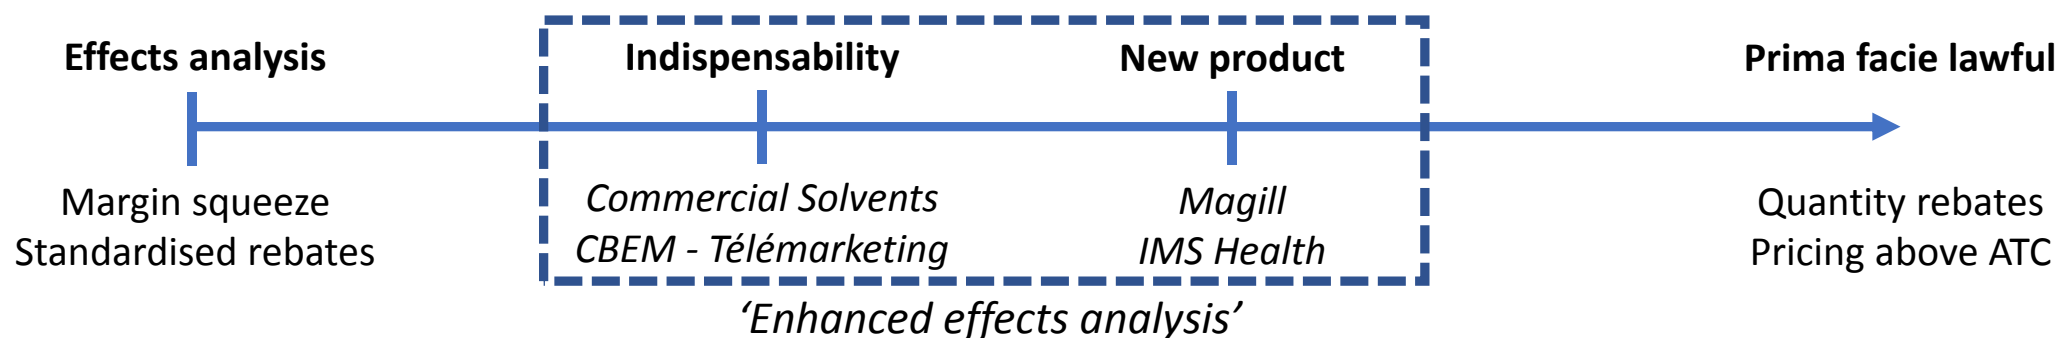 Effects analysis
Indispensability
New product
Prima facie lawful
Margin squeeze
Standardised rebates
Commercial Solvents
CBEM - Télémarketing
Magill
IMS Health
Quantity rebates
Pricing above ATC
‘Enhanced effects analysis’